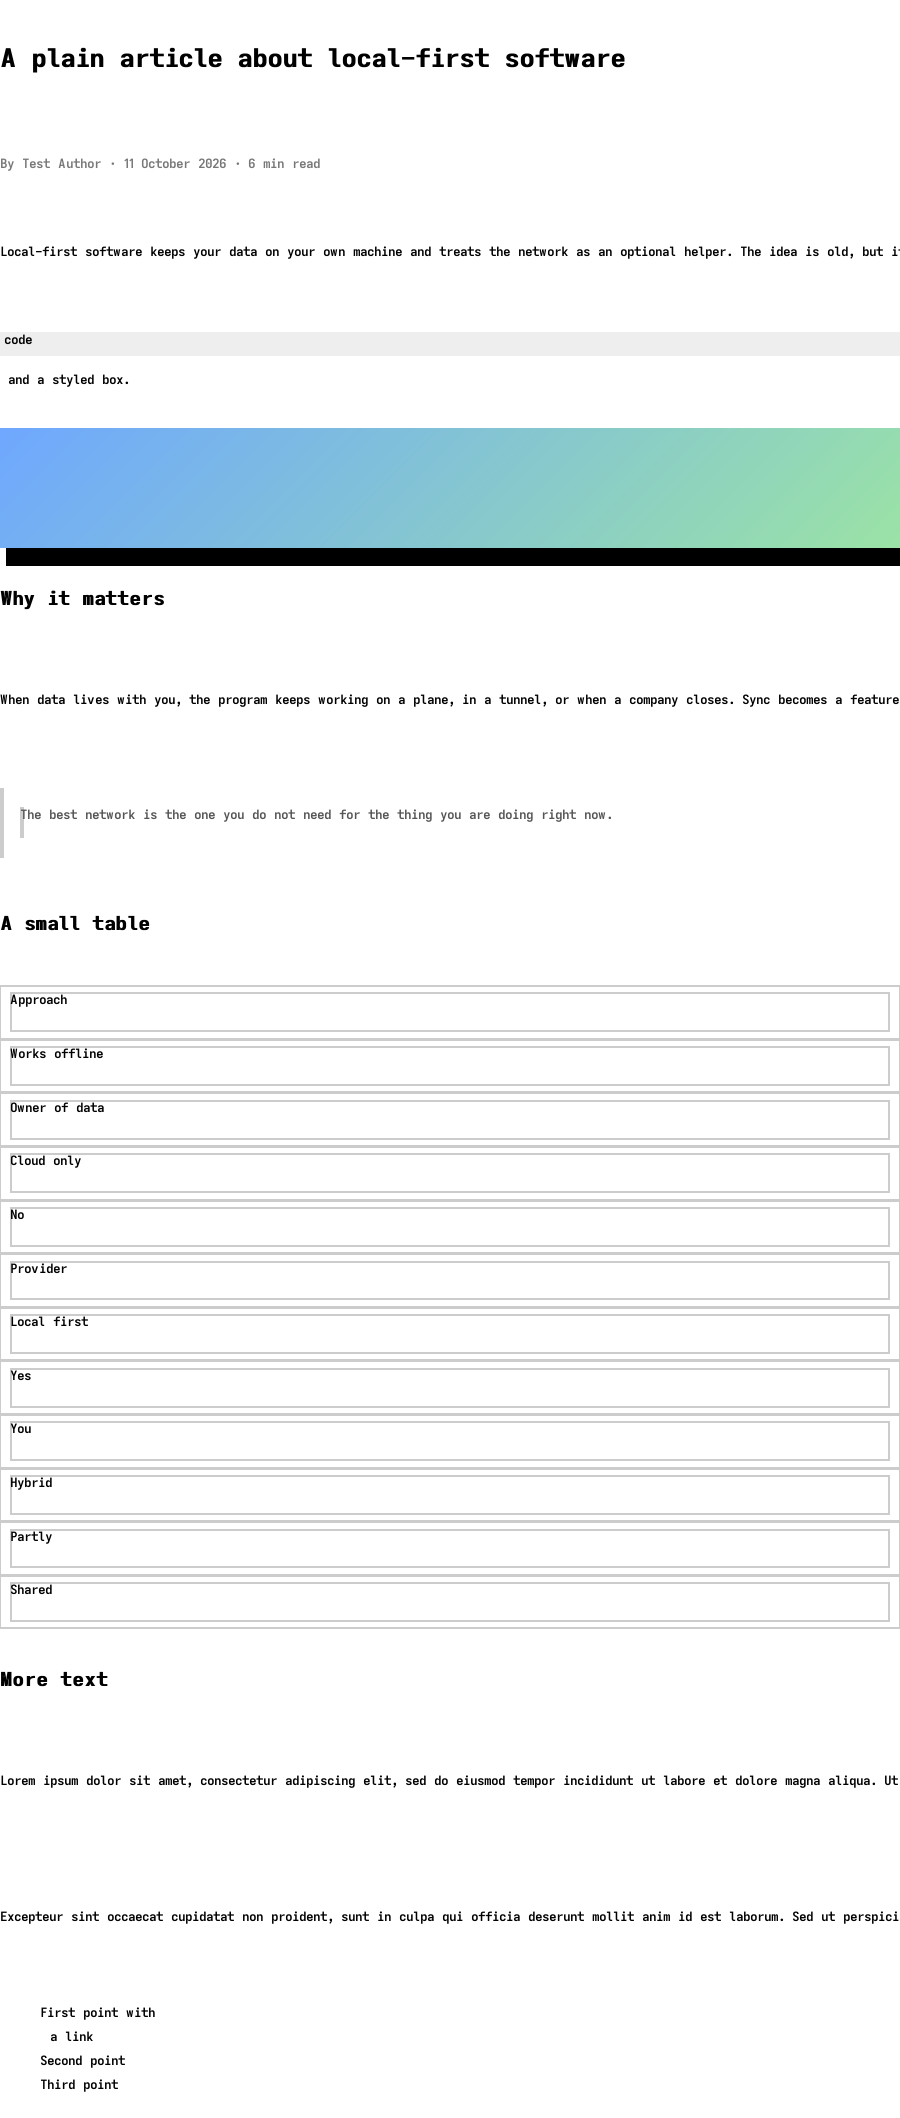 A plain article about local-first software
By Test Author · 11 October 2026 · 6 min read
Local-first software keeps your data on your own machine and treats the network as an optional helper. The idea is old, but
code
and a styled box.
Why it matters
When data lives with you, the program keeps working on a plane, in a tunnel, or when a company closes. Sync becomes a feature
The best network is the one you do not need for the thing you are doing right now.
A small table
Approach
Works offline
Owner of data
Cloud only
No
Provider
Local first
Yes
You
Hybrid
Partly
Shared
More text
Lorem ipsum dolor sit amet, consectetur adipiscing elit, sed do eiusmod tempor incididunt ut labore et dolore magna aliqua. Ut
Excepteur sint occaecat cupidatat non proident, sunt in culpa qui officia deserunt mollit anim id est laborum. Sed ut perspici
First point with
a link
Second point
Third point